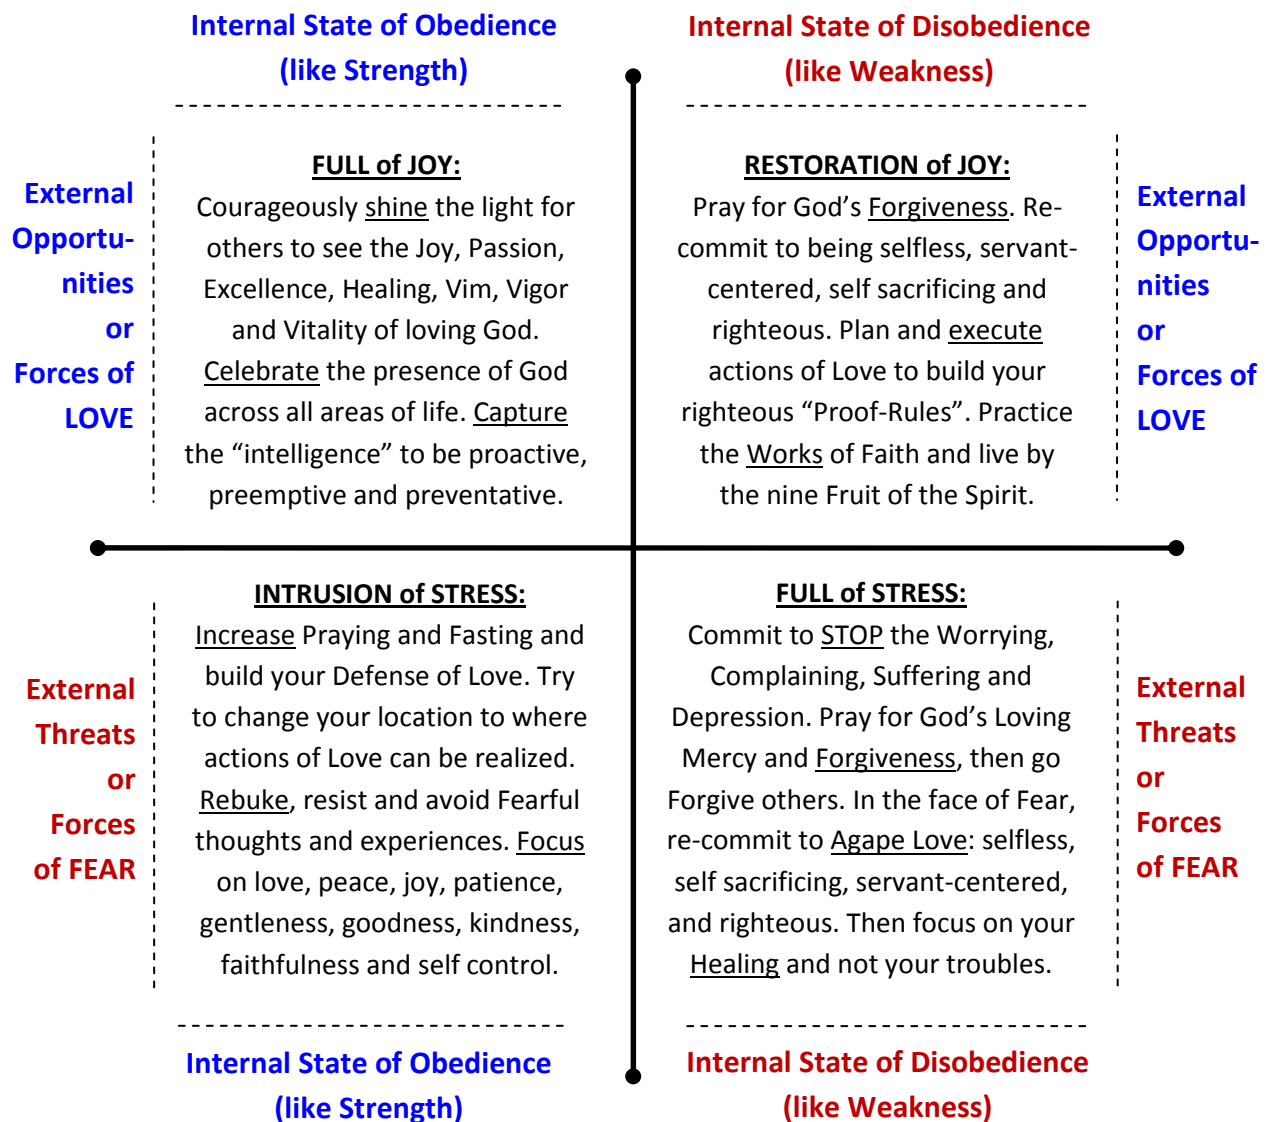 Internal State of Obedience
(like Strength)
Internal State of Disobedience
(like Weakness)
External
Opportu-
nities
or
Forces of
LOVE
FULL of JOY:
Courageously shine the light for
others to see the Joy, Passion,
Excellence, Healing, Vim, Vigor
and Vitality of loving God.
Celebrate the presence of God
across all areas of life. Capture
the “intelligence” to be proactive,
preemptive and preventative.
RESTORATION of JOY:
Pray for God’s Forgiveness. Re-
commit to being selfless, servant-
centered, self sacrificing and
righteous. Plan and execute
actions of Love to build your
righteous “Proof-Rules”. Practice
the Works of Faith and live by
the nine Fruit of the Spirit.
External
Opportu-
nities
or
Forces of
LOVE
External
Threats
or
Forces
of FEAR
INTRUSION of STRESS:
Increase Praying and Fasting and
build your Defense of Love. Try
to change your location to where
actions of Love can be realized.
Rebuke, resist and avoid Fearful
thoughts and experiences. Focus
on love, peace, joy, patience,
gentleness, goodness, kindness,
faithfulness and self control.
FULL of STRESS:
Commit to STOP the Worrying,
Complaining, Suffering and
Depression. Pray for God’s Loving
Mercy and Forgiveness, then go
Forgive others. In the face of Fear,
re-commit to Agape Love: selfless,
self sacrificing, servant-centered,
and righteous. Then focus on your
Healing and not your troubles.
External
Threats
or
Forces
of FEAR
Internal State of Obedience
(like Strength)
Internal State of Disobedience
(like Weakness)